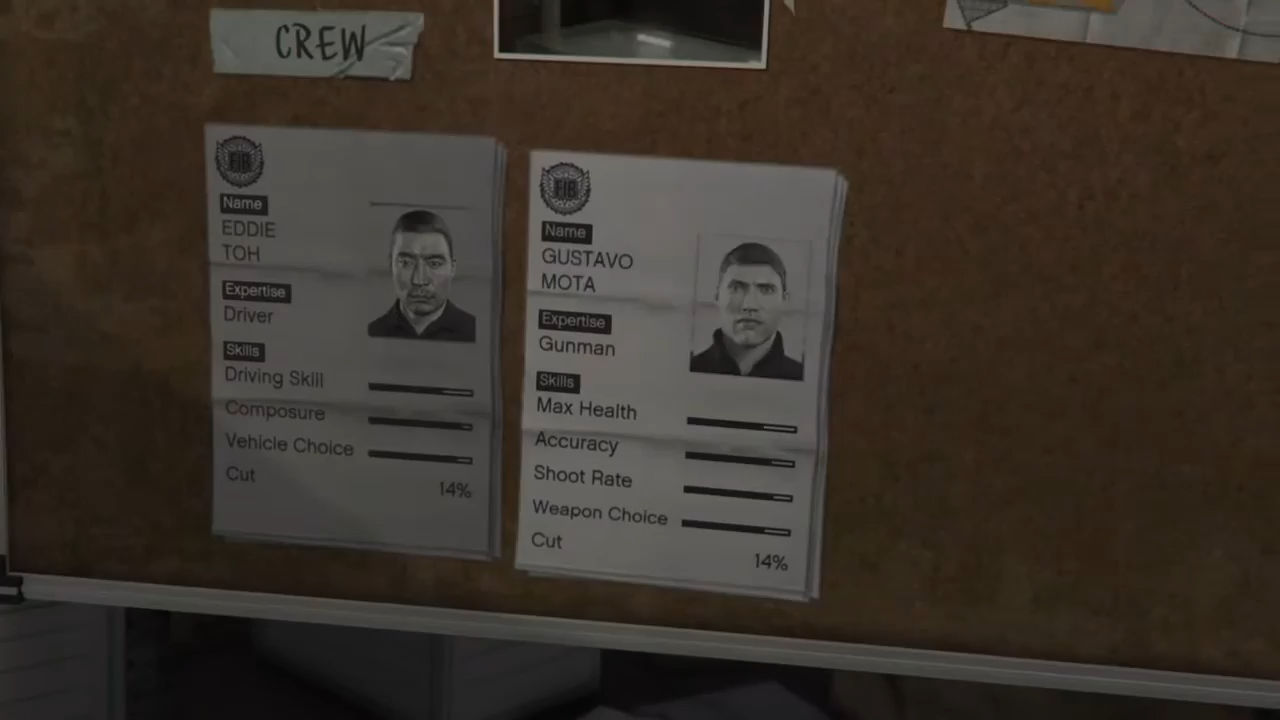 CREW
FIB
Name
EDDIE
TOH
Expertise
Driver
Skills
Driving Skill
Composure
Vehicle Choice
Cut 14%
FIB
Name
GUSTAVO
MOTA
Expertise
Gunman
Skills
Max Health
Accuracy
Shoot Rate
Weapon Choice
Cut 14%